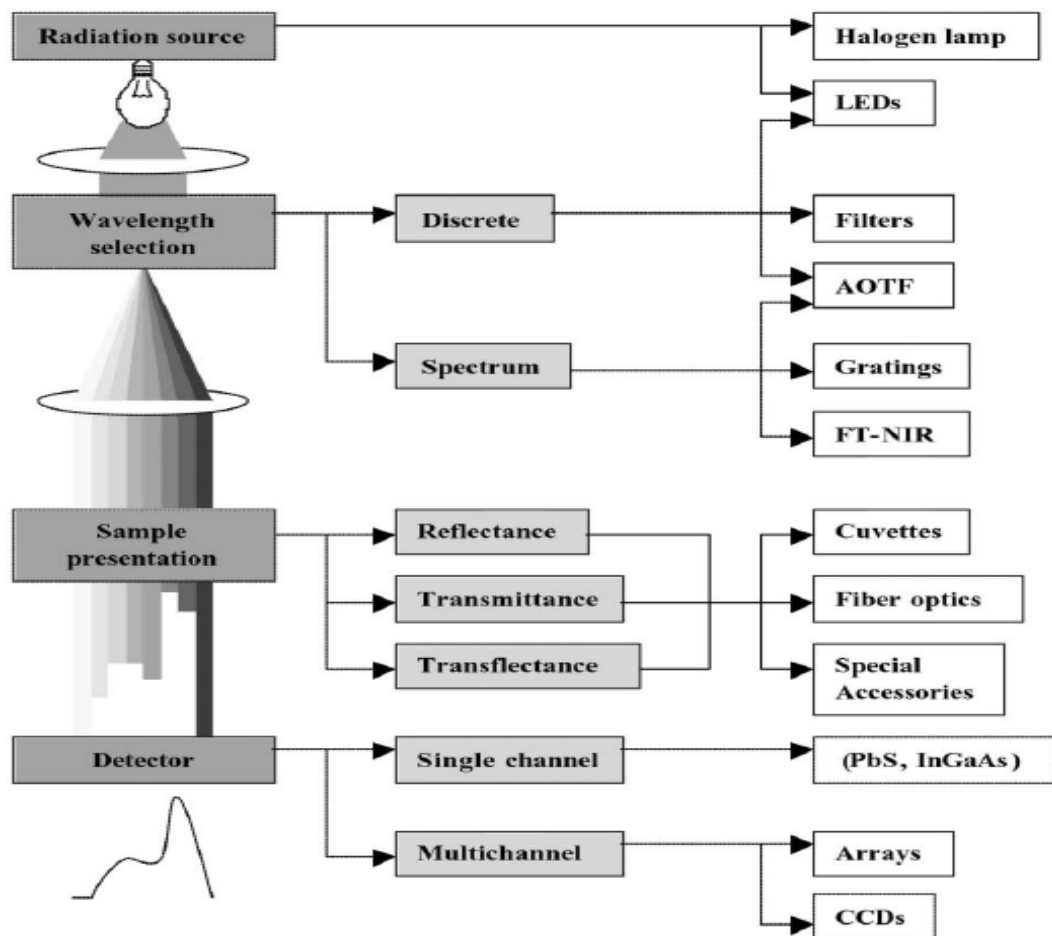 Radiation source
Halogen lamp
LEDs
Wavelength
selection
Discrete
Filters
AOTF
Spectrum
Gratings
FT-NIR
Sample
presentation
Reflectance
Cuvettes
Transmittance
Fiber optics
Transflectance
Special
Accessories
Detector
Single channel
(PbS, InGaAs)
Multichannel
Arrays
CCDs